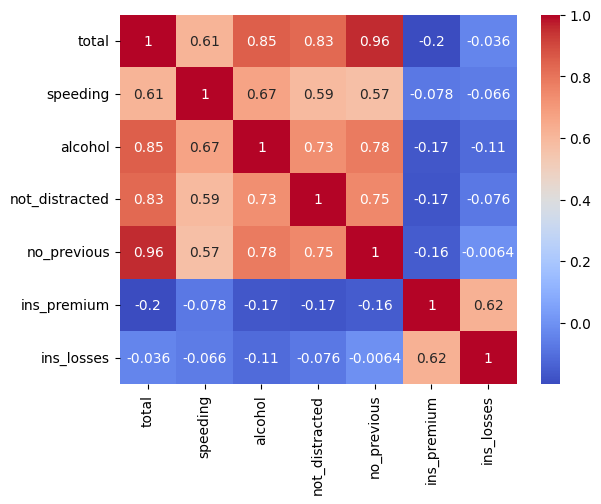 total 1 0.61 0.85 0.83 0.96 -0.2 -0.036
speeding 0.61 1 0.67 0.59 0.57 -0.078 -0.066
alcohol 0.85 0.67 1 0.73 0.78 -0.17 -0.11
not_distracted 0.83 0.59 0.73 1 0.75 -0.17 -0.076
no_previous 0.96 0.57 0.78 0.75 1 -0.16 -0.0064
ins_premium -0.2 -0.078 -0.17 -0.17 -0.16 1 0.62
ins_losses -0.036 -0.066 -0.11 -0.076 -0.0064 0.62 1
total
speeding
alcohol
not_distracted
no_previous
ins_premium
ins_losses
1.0
0.8
0.6
0.4
0.2
0.0